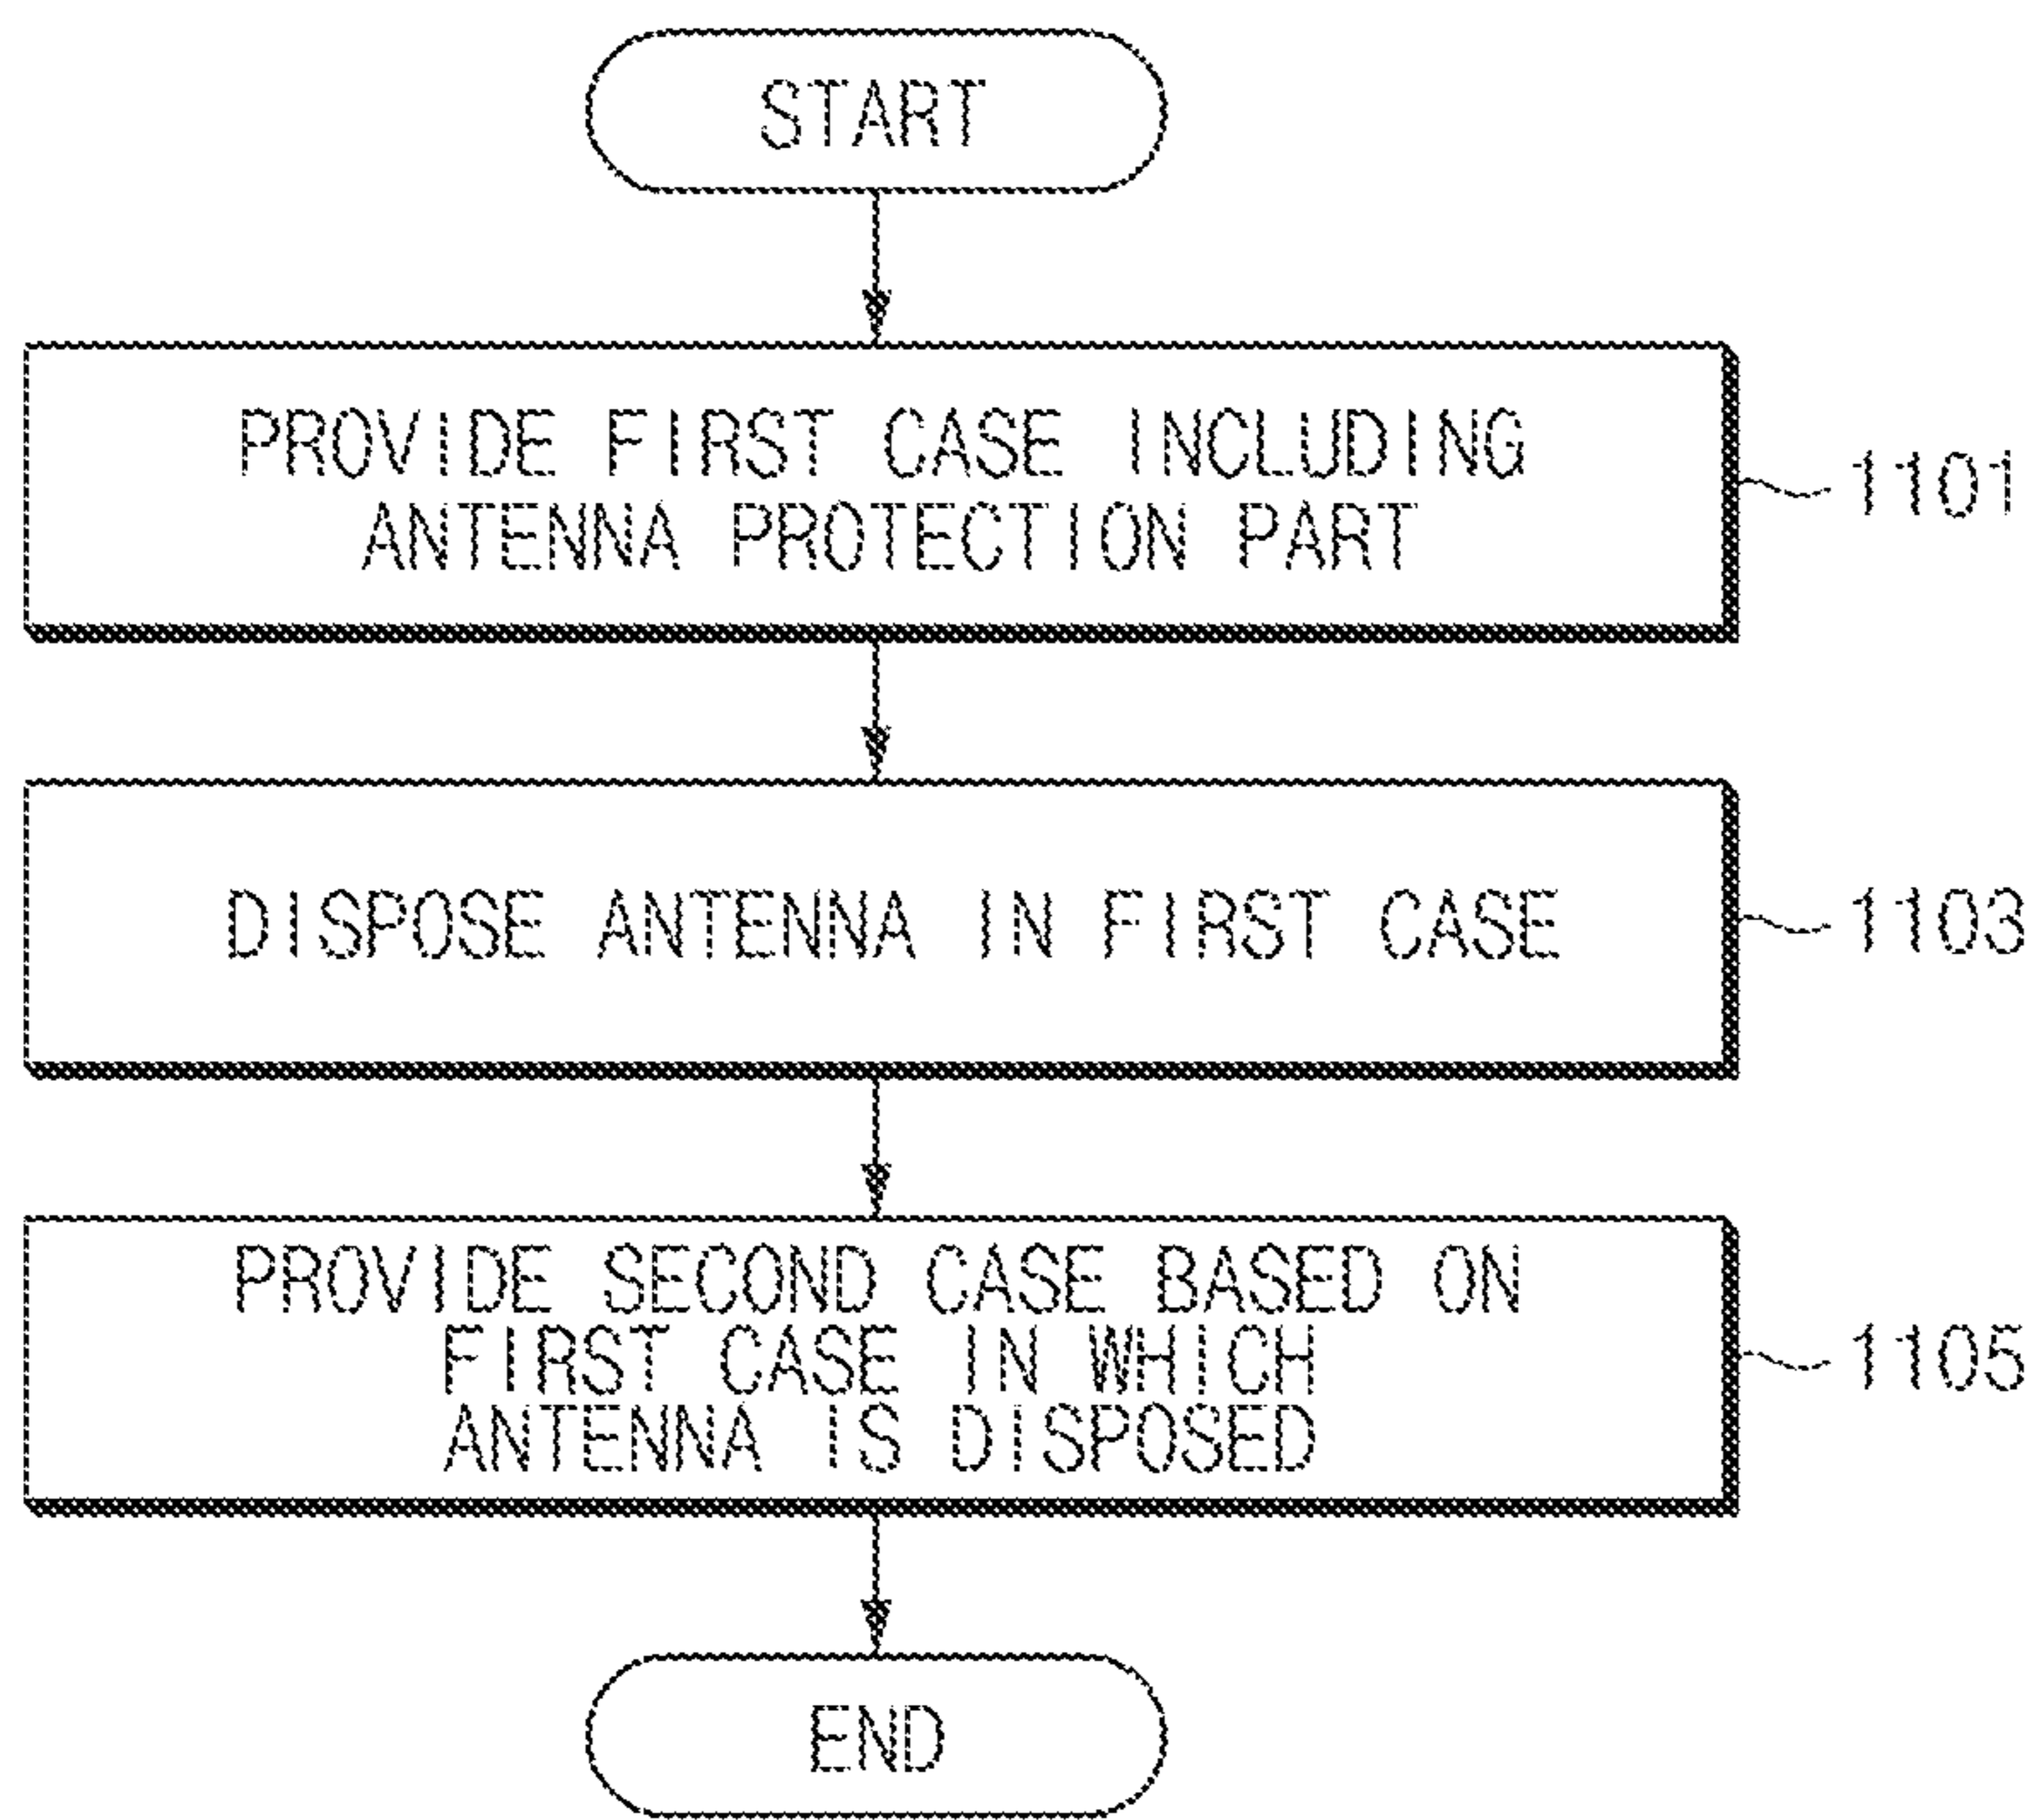 START
PROVIDE FIRST CASE INCLUDING
ANTENNA PROTECTION PART
1101
DISPOSE ANTENNA IN FIRST CASE
1103
PROVIDE SECOND CASE BASED ON
FIRST CASE IN WHICH
ANTENNA IS DISPOSED
1105
END